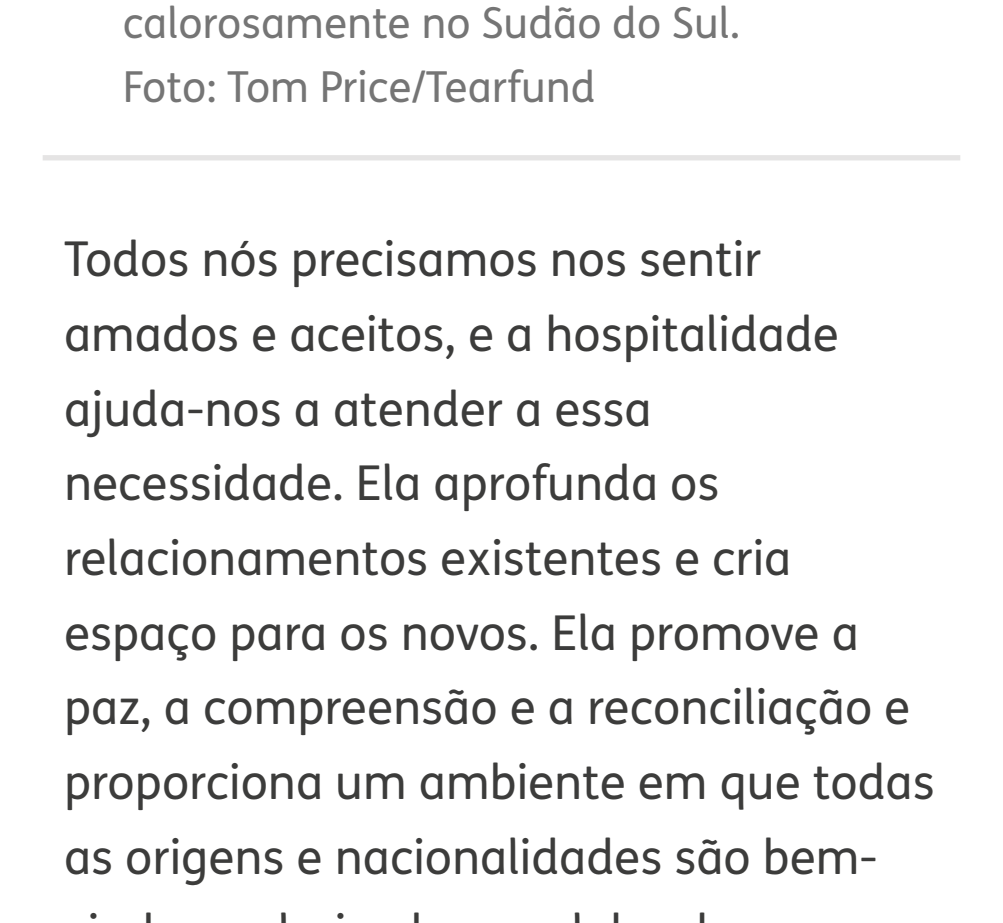 calorosamente no Sudão do Sul.
Foto: Tom Price/Tearfund
Todos nós precisamos nos sentir
amados e aceitos, e a hospitalidade
ajuda-nos a atender a essa
necessidade. Ela aprofunda os
relacionamentos existentes e cria
espaço para os novos. Ela promove a
paz, a compreensão e a reconciliação e
proporciona um ambiente em que todas
as origens e nacionalidades são bem-